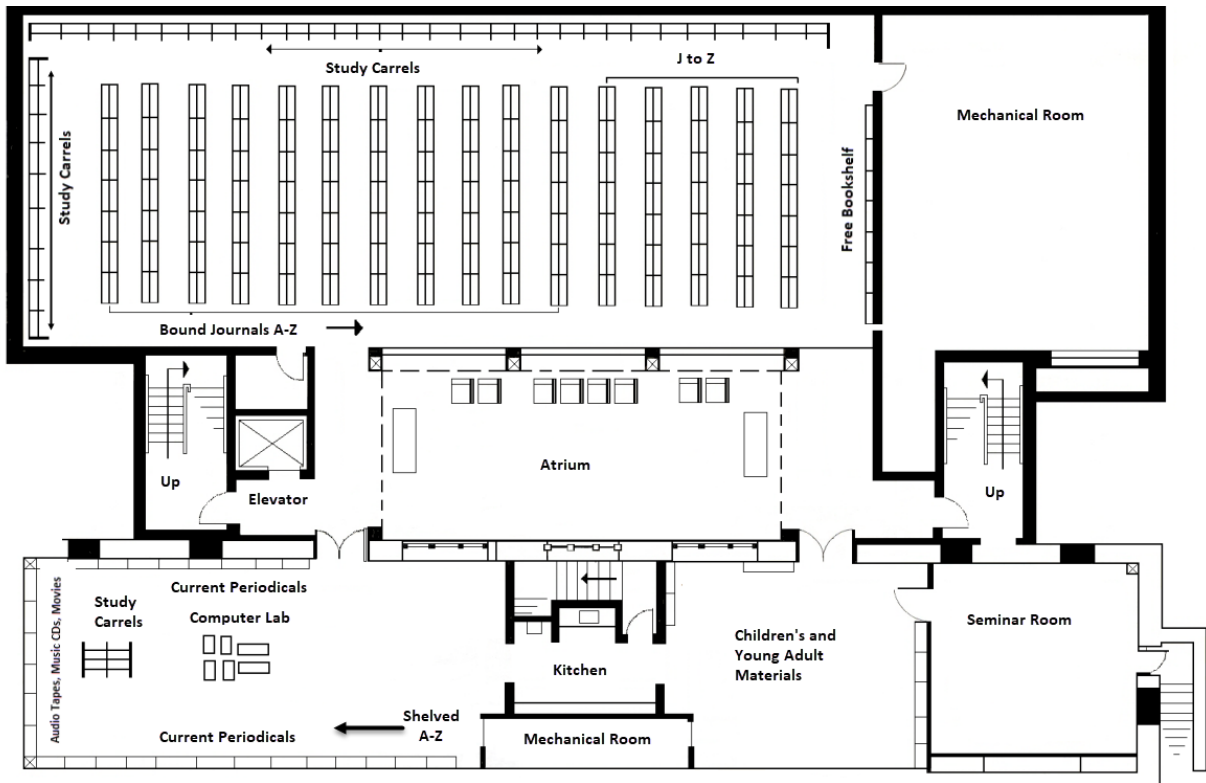 J to Z
Study Carrels
Mechanical Room
Study Carrels
Free Bookshelf
Bound Journals A-Z
Atrium
Up
Elevator
Up
Audio Tapes, Music CDs, Movies
Current Periodicals
Study
Carrels
Computer Lab
Children's and
Young Adult
Materials
Seminar Room
Kitchen
Shelved
A-Z
Current Periodicals
Mechanical Room